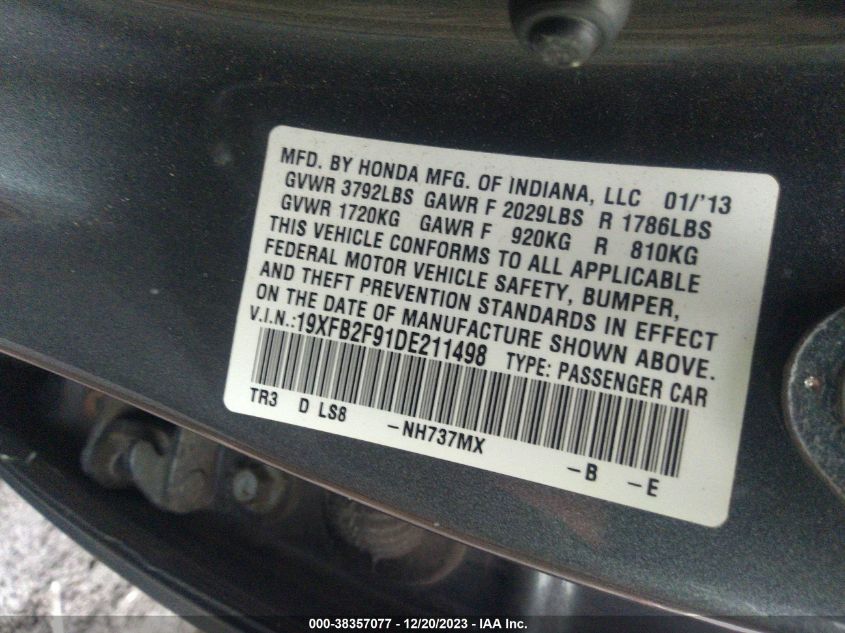 MFD. BY HONDA MFG. OF INDIANA, LLC 01/'13
GVWR 3792LBS GAWR F 2029LBS R 1786LBS
GVWR 1720KG GAWR F 920KG R 810KG
THIS VEHICLE CONFORMS TO ALL APPLICABLE
FEDERAL MOTOR VEHICLE SAFETY, BUMPER,
AND THEFT PREVENTION STANDARDS IN EFFECT
ON THE DATE OF MANUFACTURE SHOWN ABOVE.
V.I.N.:19XFB2F91DE211498 TYPE: PASSENGER CAR
TR3 D LS8 -NH737MX -B -E
000-38357077 - 12/20/2023 - IAA Inc.